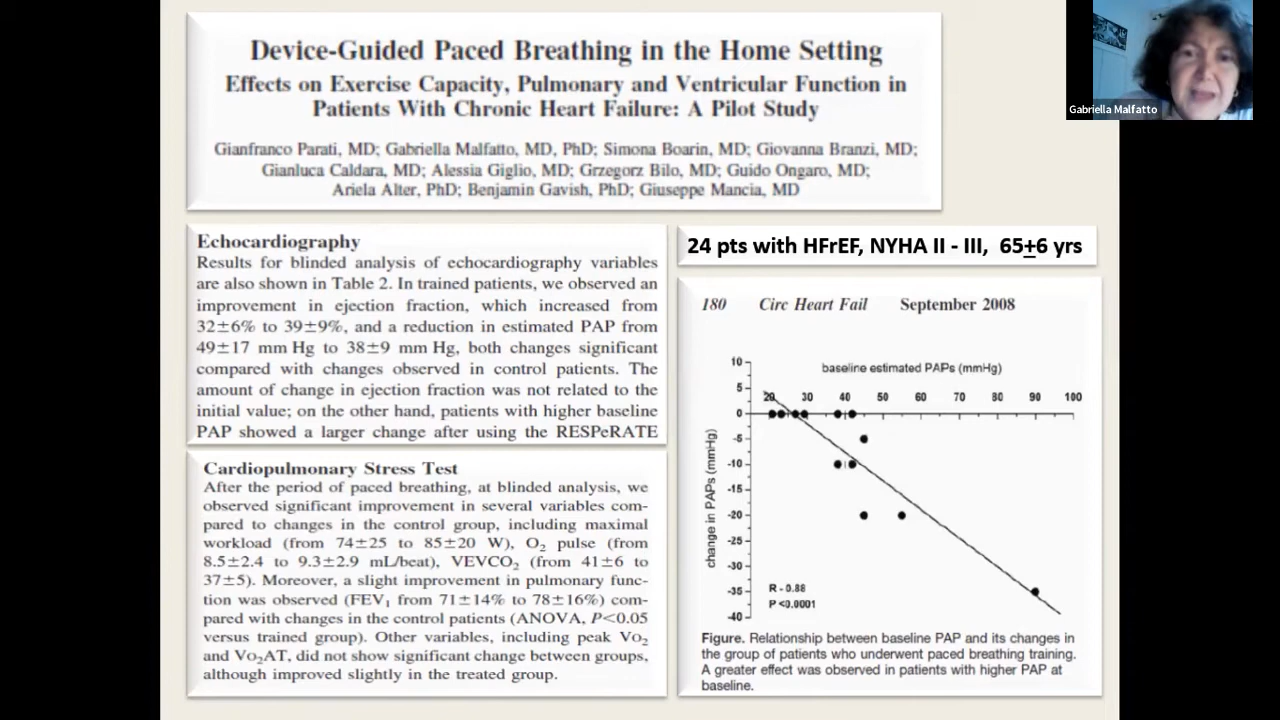 Device-Guided Paced Breathing in the Home Setting
Effects on Exercise Capacity, Pulmonary and Ventricular Function in
Patients With Chronic Heart Failure: A Pilot Study
Gianfranco Parati, MD; Gabriella Malfatto, MD, PhD; Simona Boarin, MD; Giovanna Branzi, MD;
Gianluca Caldara, MD; Alessia Giglio, MD; Grzegorz Bilo, MD; Guido Ongaro, MD;
Ariela Alter, PhD; Benjamin Gavish, PhD; Giuseppe Mancia, MD
Gabriella Malfatto
Echocardiography
Results for blinded analysis of echocardiography variables
are also shown in Table 2. In trained patients, we observed an
improvement in ejection fraction, which increased from
32±6% to 39±9%, and a reduction in estimated PAP from
49±17 mm Hg to 38±9 mm Hg, both changes significant
compared with changes observed in control patients. The
amount of change in ejection fraction was not related to the
initial value; on the other hand, patients with higher baseline
PAP showed a larger change after using the RESPeRATE
Cardiopulmonary Stress Test
After the period of paced breathing, at blinded analysis, we
observed significant improvement in several variables com-
pared to changes in the control group, including maximal
workload (from 74±25 to 85±20 W), O₂ pulse (from
8.5±2.4 to 9.3±2.9 mL/beat), VEVCO₂ (from 41±6 to
37±5). Moreover, a slight improvement in pulmonary func-
tion was observed (FEV₁ from 71±14% to 78±16%) com-
pared with changes in the control patients (ANOVA, P<0.05
versus trained group). Other variables, including peak Vo₂
and Vo₂AT, did not show significant change between groups,
although improved slightly in the treated group.
24 pts with HFrEF, NYHA II - III, 65±6 yrs
180 Circ Heart Fail September 2008
baseline estimated PAPs (mmHg)
20 30 40 50 60 70 80 90 100
change in PAPs (mmHg)
10
5
0
-5
-10
-15
-20
-25
-30
-35
-40
R - 0.88
P <0.0001
Figure. Relationship between baseline PAP and its changes in
the group of patients who underwent paced breathing training.
A greater effect was observed in patients with higher PAP at
baseline.